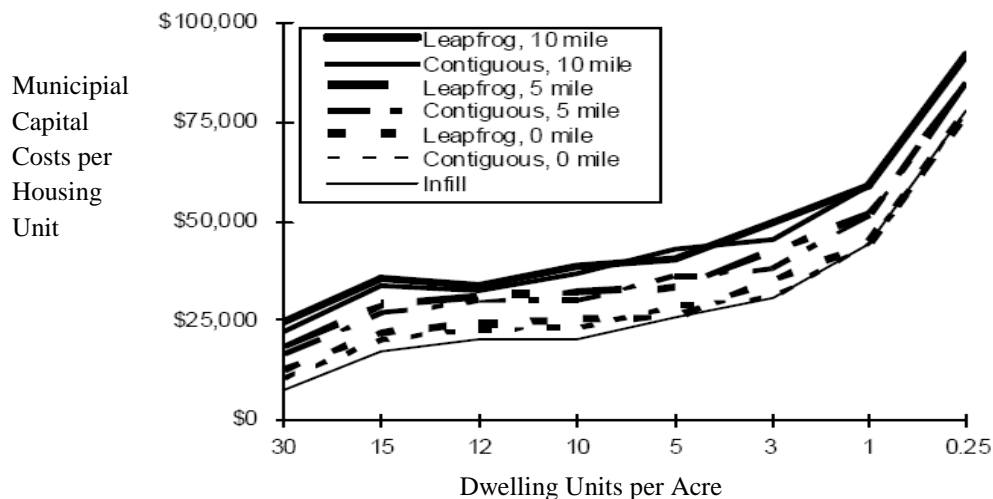 $100,000
$75,000
$50,000
$25,000
$0
Municipial
Capital
Costs per
Housing
Unit
Leapfrog, 10 mile
Contiguous, 10 mile
Leapfrog, 5 mile
Contiguous, 5 mile
Leapfrog, 0 mile
Contiguous, 0 mile
Infill
30 15 12 10 5 3 1 0.25
Dwelling Units per Acre